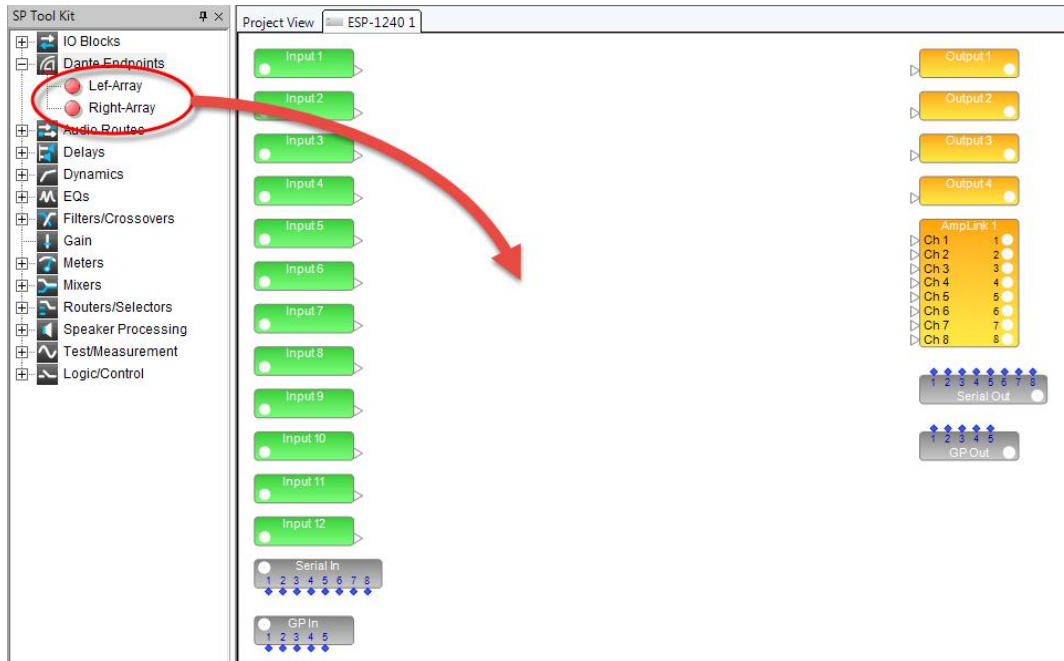 SP Tool Kit
IO Blocks
Dante Endpoints
Lef-Array
Right-Array
Audio Routes
Delays
Dynamics
EQs
Filters/Crossovers
Gain
Meters
Mixers
Routers/Selectors
Speaker Processing
Test/Measurement
Logic/Control
Project View ESP-1240 1
Input 1
Input 2
Input 3
Input 4
Input 5
Input 6
Input 7
Input 8
Input 9
Input 10
Input 11
Input 12
Serial In
1 2 3 4 5 6 7 8
GP In
1 2 3 4 5
Output 1
Output 2
Output 3
Output 4
AmpLink 1
Ch 1 1
Ch 2 2
Ch 3 3
Ch 4 4
Ch 5 5
Ch 6 6
Ch 7 7
Ch 8 8
1 2 3 4 5 6 7 8
Serial Out
1 2 3 4 5
GP Out